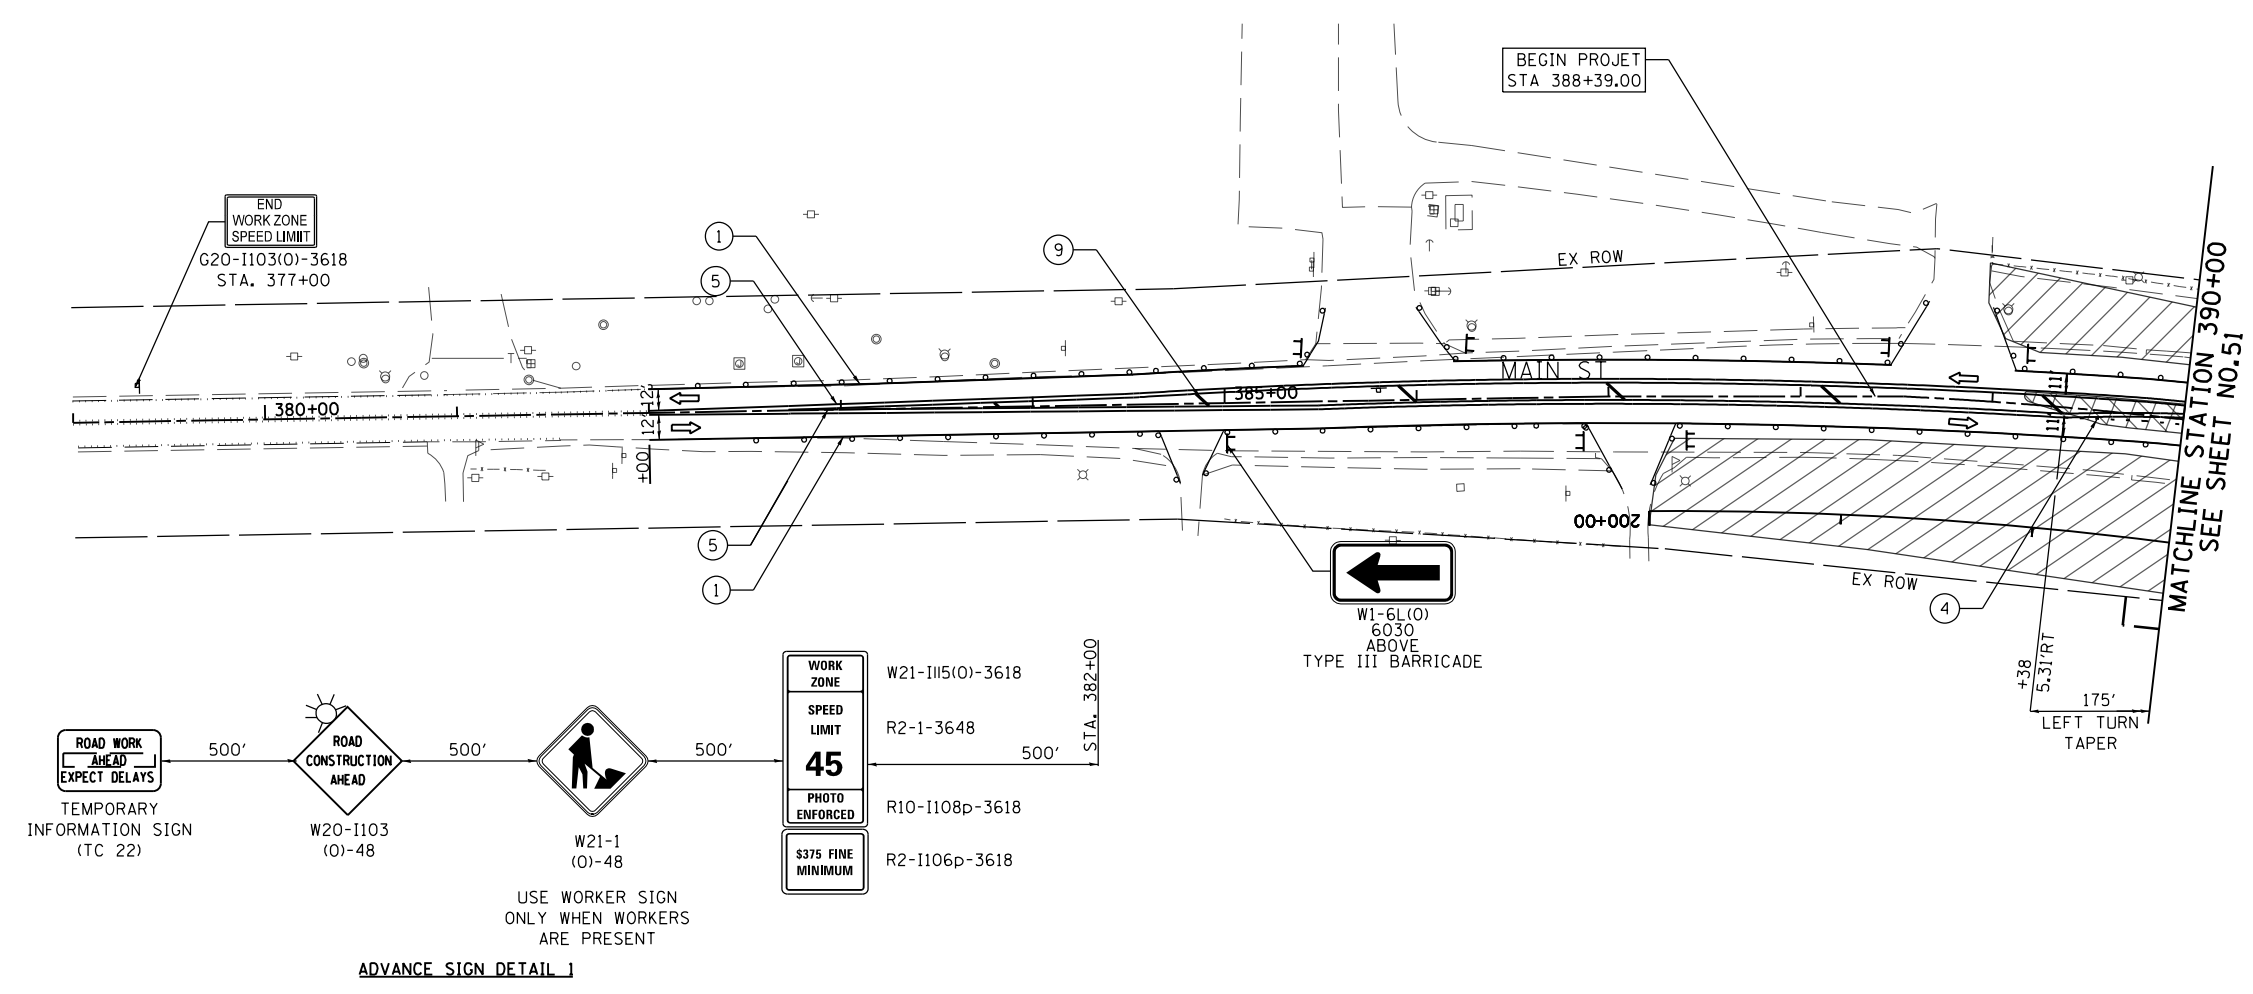 BEGIN PROJET
STA 388+39.00
END
WORK ZONE
SPEED LIMIIT
G20-I103(O)-3618
STA. 377+00
1
5
9
EX ROW
MAIN ST
380+00
385+00
12'
12'
11'
11'
+00
5
1
200+00
EX ROW
4
W1-6L(O)
6030
ABOVE
TYPE III BARRICADE
+38
5.31'RT
175'
LEFT TURN
TAPER
MATCHLINE STATION 390+00
SEE SHEET NO.51
ROAD WORK
AHEAD
EXPECT DELAYS
TEMPORARY
INFORMATION SIGN
(TC 22)
500'
ROAD
CONSTRUCTION
AHEAD
W20-I103
(O)-48
500'
W21-1
(O)-48
USE WORKER SIGN
ONLY WHEN WORKERS
ARE PRESENT
500'
WORK
ZONE
SPEED
LIMIT
45
PHOTO
ENFORCED
$375 FINE
MINIMUM
W21-I115(O)-3618
R2-1-3648
R10-I108p-3618
R2-I106p-3618
500'
STA. 382+00
ADVANCE SIGN DETAIL 1